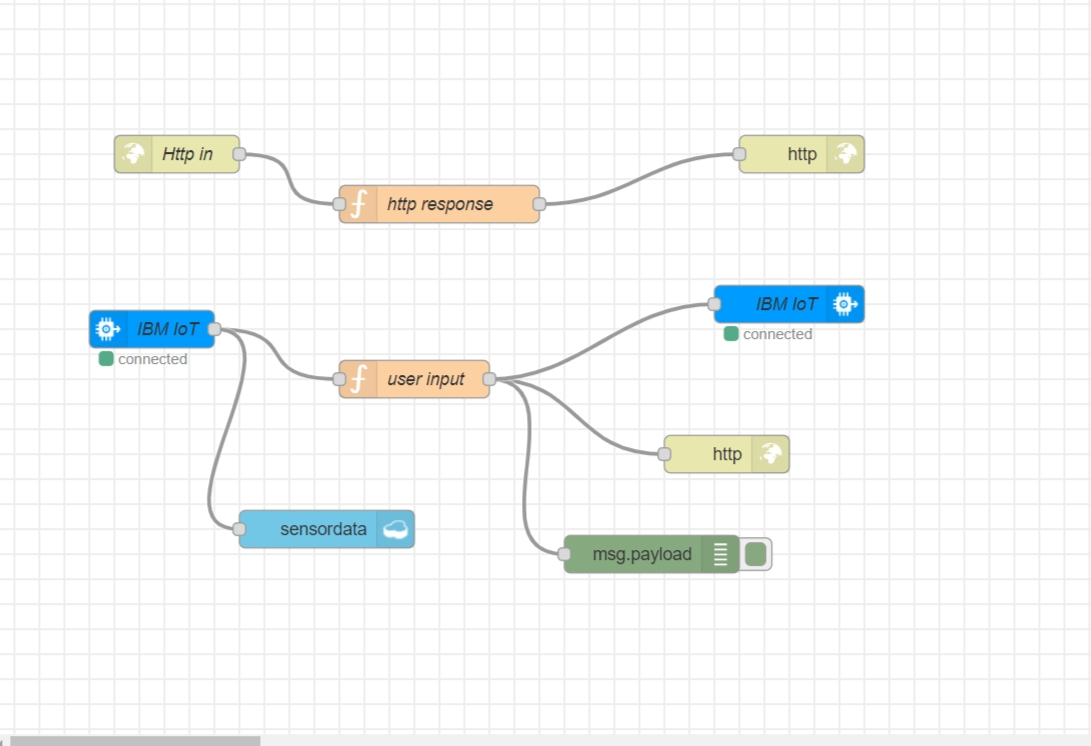 Http in
http
http response
IBM IoT
connected
IBM IoT
connected
user input
http
sensordata
msg.payload